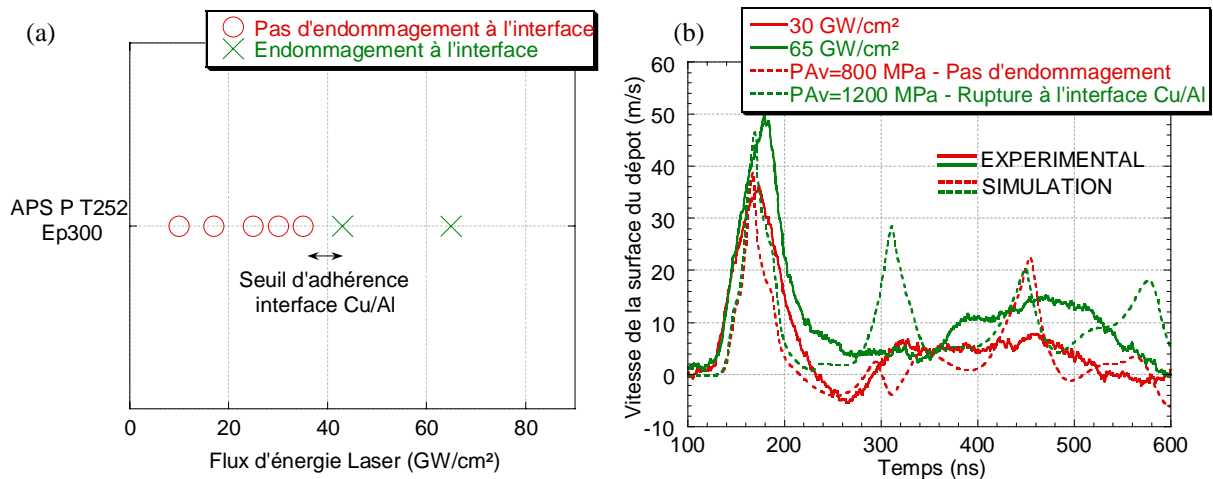 (a)
Pas d'endommagement à l'interface
Endommagement à l'interface
APS P T252
Ep300
Seuil d'adhérence
interface Cu/Al
0
20
40
60
80
Flux d'énergie Laser (GW/cm²)
(b)
30 GW/cm²
65 GW/cm²
PAv=800 MPa - Pas d'endommagement
PAv=1200 MPa - Rupture à l'interface Cu/Al
EXPERIMENTAL
SIMULATION
Vitesse de la surface du dépot (m/s)
60
50
40
30
20
10
0
-10
100
200
300
400
500
600
Temps (ns)